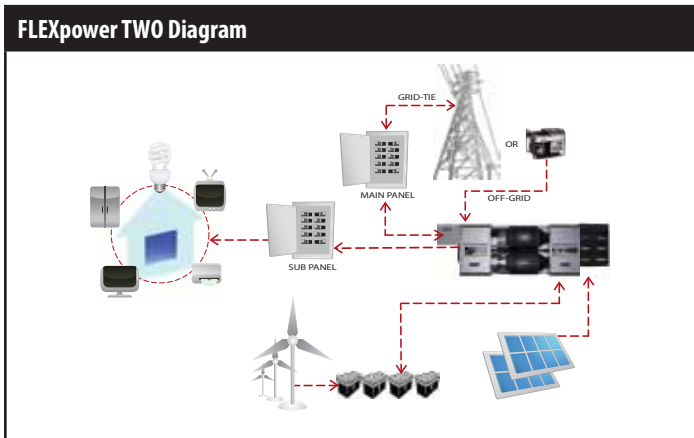 FLEXpower TWO Diagram
GRID-TIE
OR
MAIN PANEL
OFF-GRID
SUB PANEL